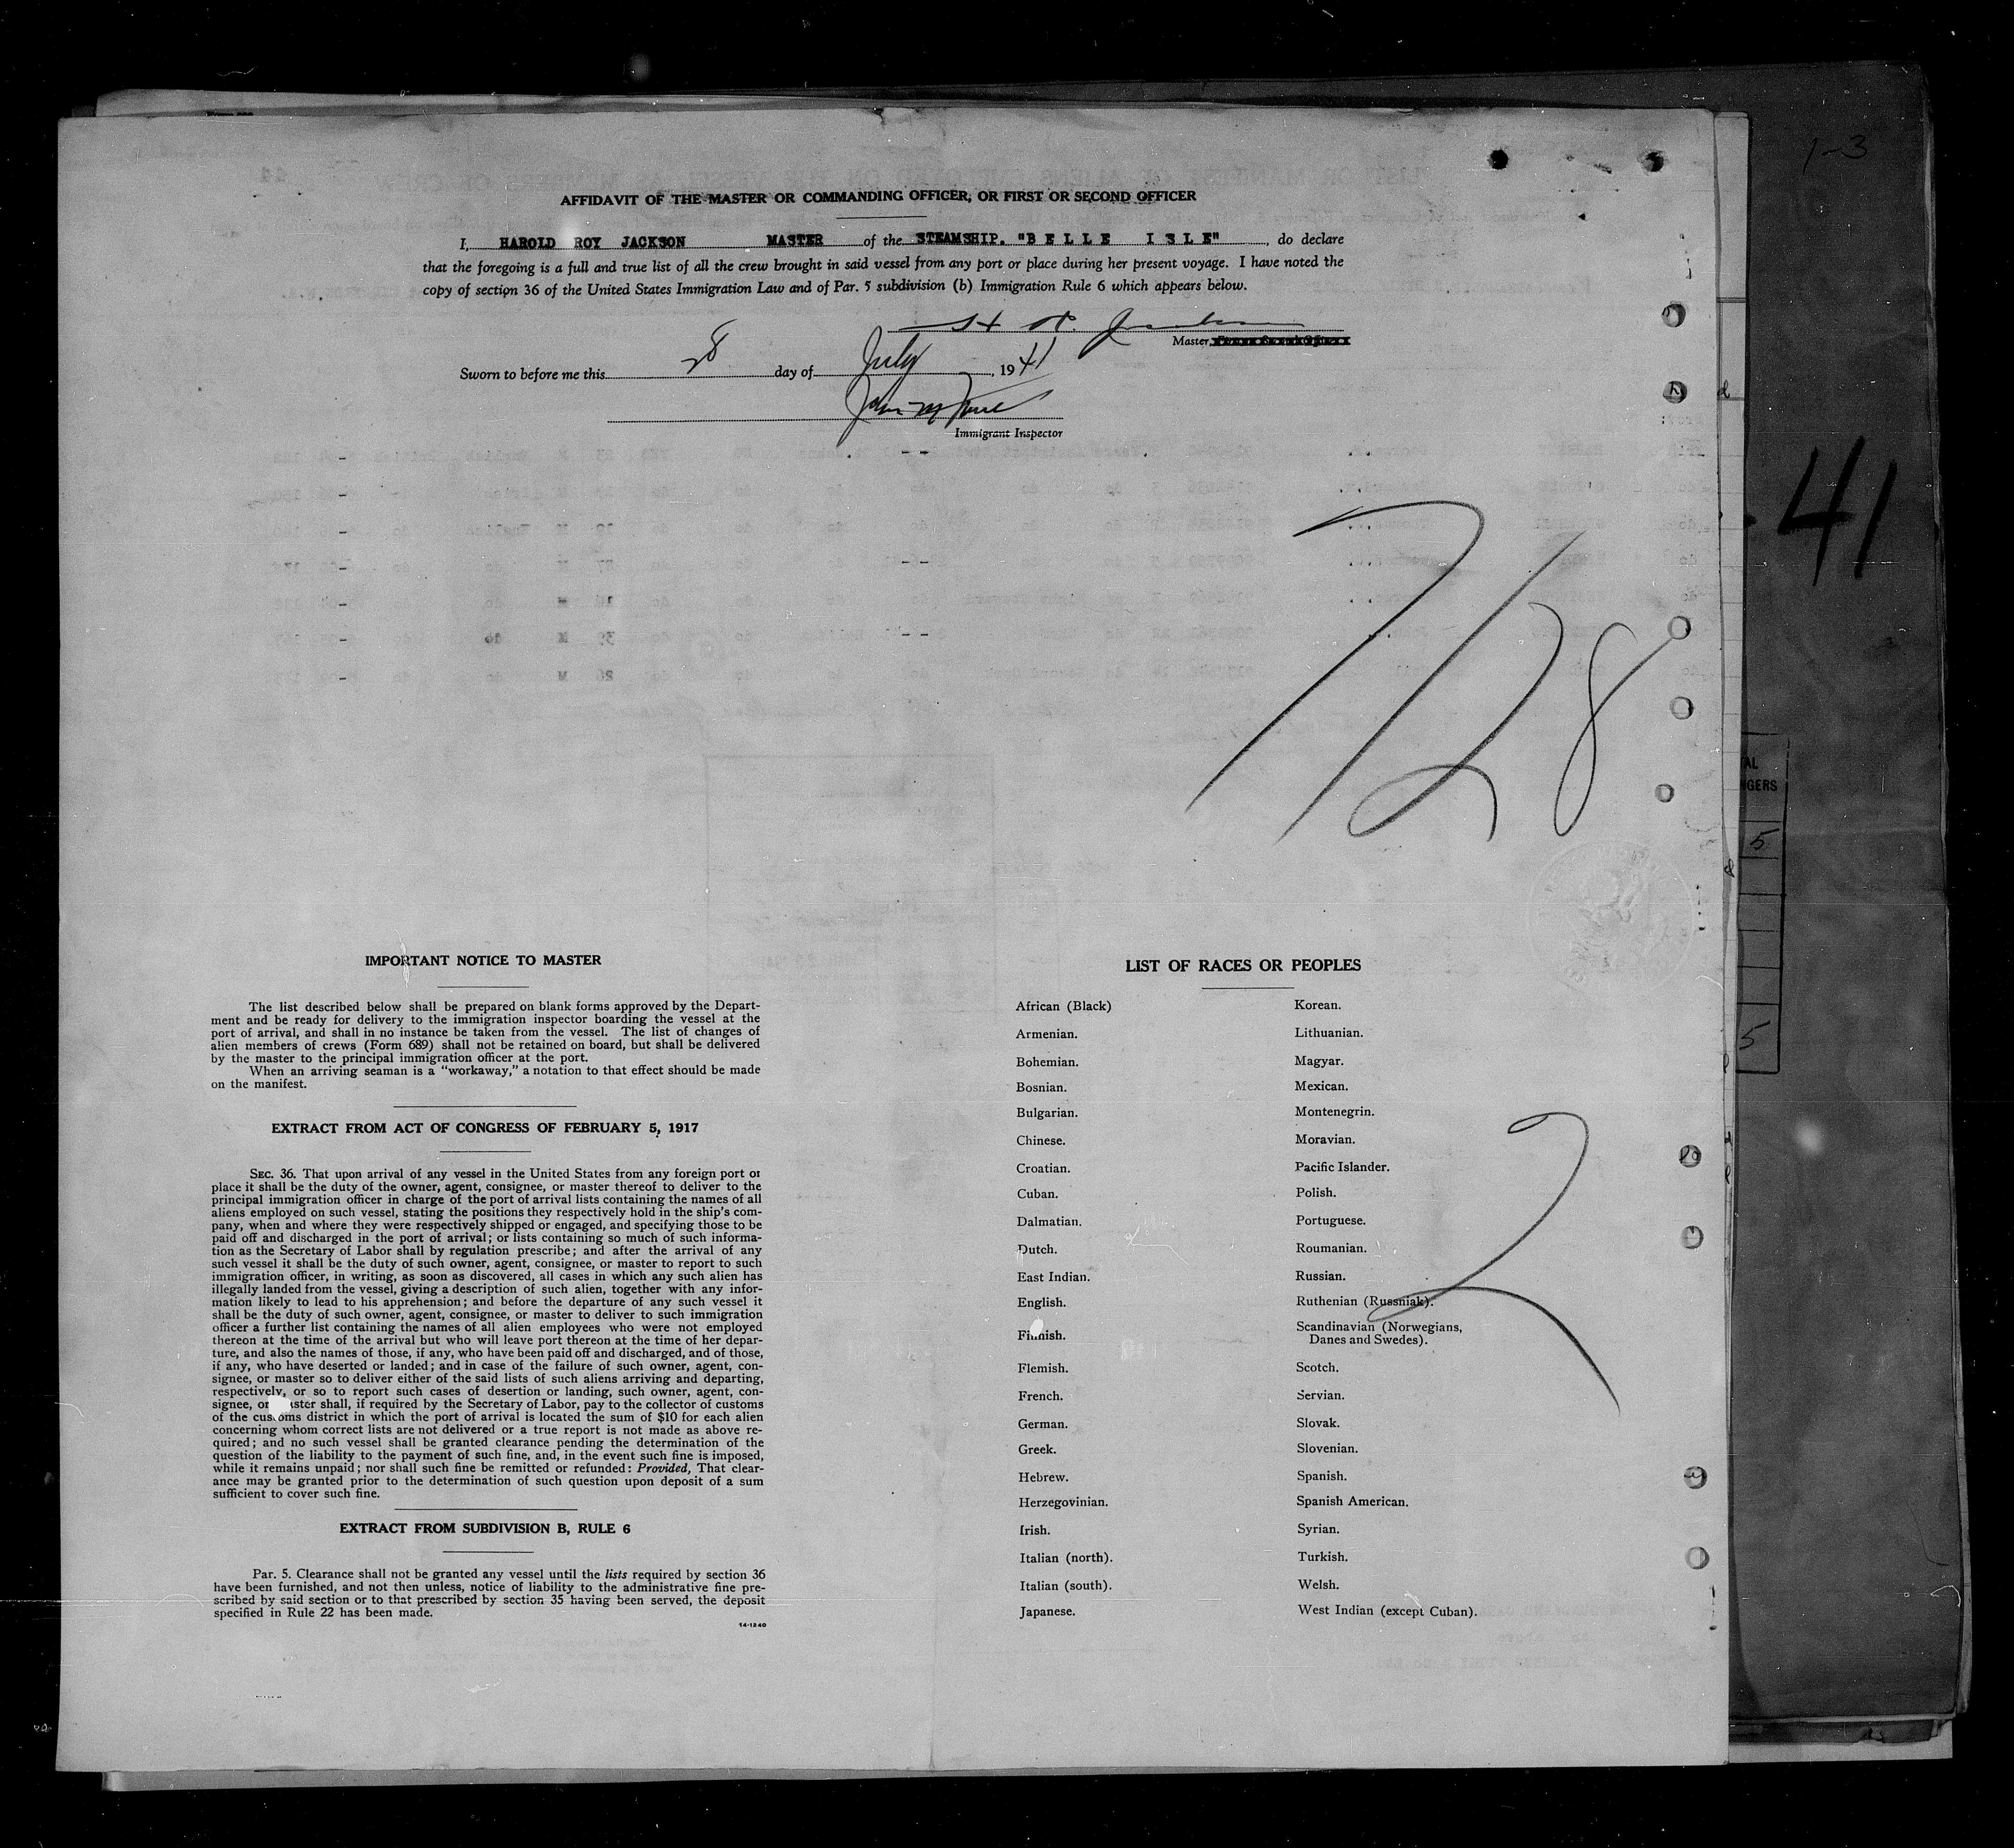 1-3
AFFIDAVIT OF THE MASTER OR COMMANDING OFFICER, OR FIRST OR SECOND OFFICER
I, HAROLD ROY JACKSON MASTER of the STEAMSHIP. "B E L L E I S L E" , do declare
that the foregoing is a full and true list of all the crew brought in said vessel from any port or place during her present voyage. I have noted the
copy of section 36 of the United States Immigration Law and of Par. 5 subdivision (b) Immigration Rule 6 which appears below.
H R. Jackson
Master,
Sworn to before me this 28 day of July , 1941
Immigrant Inspector
41
7/28
AL
NGERS
5
5
IMPORTANT NOTICE TO MASTER
The list described below shall be prepared on blank forms approved by the Depart-
ment and be ready for delivery to the immigration inspector boarding the vessel at the
port of arrival, and shall in no instance be taken from the vessel. The list of changes of
alien members of crews (Form 689) shall not be retained on board, but shall be delivered
by the master to the principal immigration officer at the port.
When an arriving seaman is a "workaway," a notation to that effect should be made
on the manifest.
EXTRACT FROM ACT OF CONGRESS OF FEBRUARY 5, 1917
SEC. 36. That upon arrival of any vessel in the United States from any foreign port or
place it shall be the duty of the owner, agent, consignee, or master thereof to deliver to the
principal immigration officer in charge of the port of arrival lists containing the names of all
aliens employed on such vessel, stating the positions they respectively hold in the ship's com-
pany, when and where they were respectively shipped or engaged, and specifying those to be
paid off and discharged in the port of arrival; or lists containing so much of such informa-
tion as the Secretary of Labor shall by regulation prescribe; and after the arrival of any
such vessel it shall be the duty of such owner, agent, consignee, or master to report to such
immigration officer, in writing, as soon as discovered, all cases in which any such alien has
illegally landed from the vessel, giving a description of such alien, together with any infor-
mation likely to lead to his apprehension; and before the departure of any such vessel it
shall be the duty of such owner, agent, consignee, or master to deliver to such immigration
officer a further list containing the names of all alien employees who were not employed
thereon at the time of the arrival but who will leave port thereon at the time of her depar-
ture, and also the names of those, if any, who have been paid off and discharged, and of those,
if any, who have deserted or landed; and in case of the failure of such owner, agent, con-
signee, or master so to deliver either of the said lists of such aliens arriving and departing,
respectively, or so to report such cases of desertion or landing, such owner, agent, con-
signee, or master shall, if required by the Secretary of Labor, pay to the collector of customs
of the customs district in which the port of arrival is located the sum of $10 for each alien
concerning whom correct lists are not delivered or a true report is not made as above re-
quired; and no such vessel shall be granted clearance pending the determination of the
question of the liability to the payment of such fine, and, in the event such fine is imposed,
while it remains unpaid; nor shall such fine be remitted or refunded: Provided, That clear-
ance may be granted prior to the determination of such question upon deposit of a sum
sufficient to cover such fine.
EXTRACT FROM SUBDIVISION B, RULE 6
Par. 5. Clearance shall not be granted any vessel until the lists required by section 36
have been furnished, and not then unless, notice of liability to the administrative fine pre-
scribed by said section or to that prescribed by section 35 having been served, the deposit
specified in Rule 22 has been made.
14-1240
LIST OF RACES OR PEOPLES
African (Black)
Armenian.
Bohemian.
Bosnian.
Bulgarian.
Chinese.
Croatian.
Cuban.
Dalmatian.
Dutch.
East Indian.
English.
Finnish.
Flemish.
French.
German.
Greek.
Hebrew.
Herzegovinian.
Irish.
Italian (north).
Italian (south).
Japanese.
Korean.
Lithuanian.
Magyar.
Mexican.
Montenegrin.
Moravian.
Pacific Islander.
Polish.
Portuguese.
Roumanian.
Russian.
Ruthenian (Russniak).
Scandinavian (Norwegians,
Danes and Swedes).
Scotch.
Servian.
Slovak.
Slovenian.
Spanish.
Spanish American.
Syrian.
Turkish.
Welsh.
West Indian (except Cuban).
2